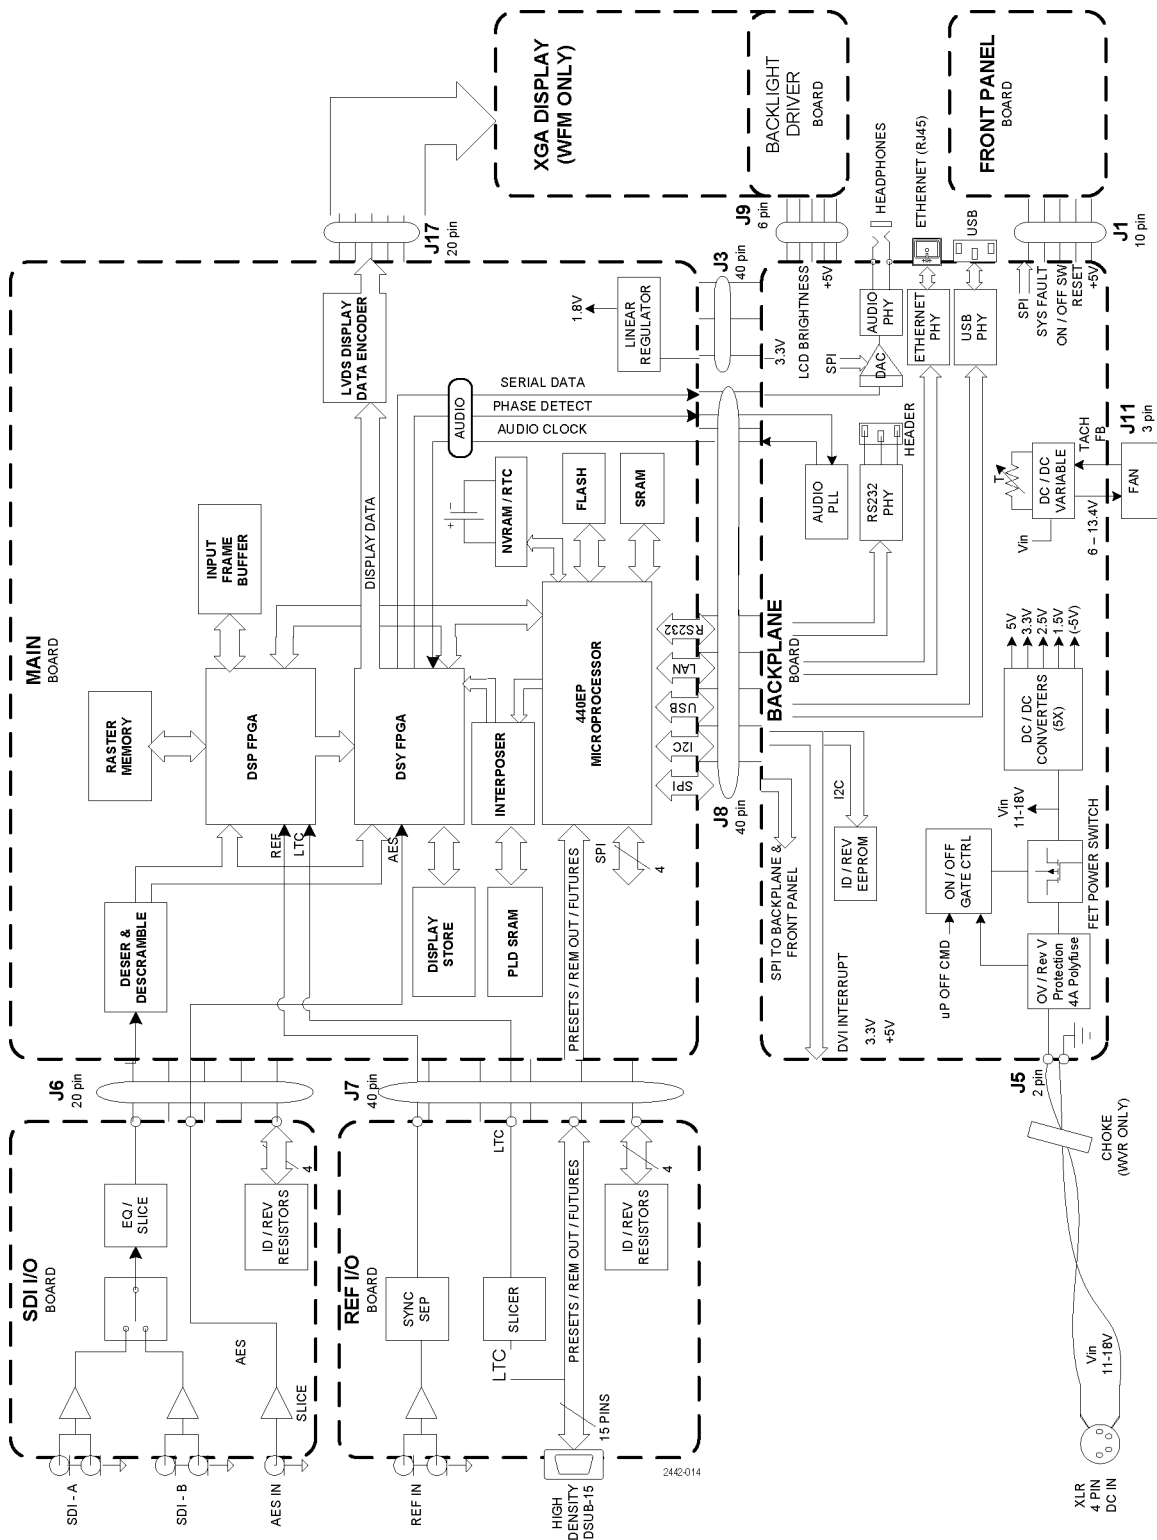 SDI - A
SDI - B
AES IN
REF IN
HIGH
DENSITY
DSUB-15
XLR
4 PIN
DC IN
SDI I/O
BOARD
EQ /
SLICE
AES
SLICE
ID / REV
RESISTORS
4
J6
20 pin
REF I/O
BOARD
SYNC
SEP
SLICER
LTC
LTC
PRESETS / REM OUT / FUTURES
15 PINS
ID / REV
RESISTORS
4
2442-014
J7
40 pin
MAIN
BOARD
DESER &
DESCRAMBLE
RASTER
MEMORY
INPUT
FRAME
BUFFER
DSP FPGA
REF
LTC
DSY FPGA
AES
DISPLAY
STORE
INTERPOSER
PLD SRAM
440EP
MICROPROCESSOR
PRESETS / REM OUT / FUTURES
SPI
4
NVRAM / RTC
+
–
FLASH
SRAM
DISPLAY DATA
LVDS DISPLAY
DATA ENCODER
AUDIO
SERIAL DATA
PHASE DETECT
AUDIO CLOCK
LINEAR
REGULATOR
1.8V
SPI
I2C
USB
LAN
RS232
J17
20 pin
J3
40 pin
J8
40 pin
XGA DISPLAY
(WFM ONLY)
BACKLIGHT
DRIVER
BOARD
J9
6 pin
FRONT PANEL
BOARD
J1
10 pin
HEADPHONES
ETHERNET (RJ45)
USB
BACKPLANE
BOARD
3.3V
LCD BRIGHTNESS
+5V
SPI
DAC
AUDIO
PHY
ETHERNET
PHY
USB
PHY
SPI
SYS FAULT
ON / OFF SW
RESET
+5V
AUDIO
PLL
RS232
PHY
HEADER
T
DC / DC
VARIABLE
Vin
TACH
FB
6 – 13.4V
J11
3 pin
FAN
SPI TO BACKPLANE &
FRONT PANEL
I2C
ID / REV
EEPROM
DVI INTERRUPT
3.3V
+5V
DC / DC
CONVERTERS
(5X)
5V
3.3V
2.5V
1.5V
(-5V)
Vin
11-18V
ON / OFF
GATE CTRL
uP OFF CMD
FET POWER SWITCH
OV / Rev V
Protection
4A Polyfuse
J5
2 pin
CHOKE
(WVR ONLY)
Vin
11-18V